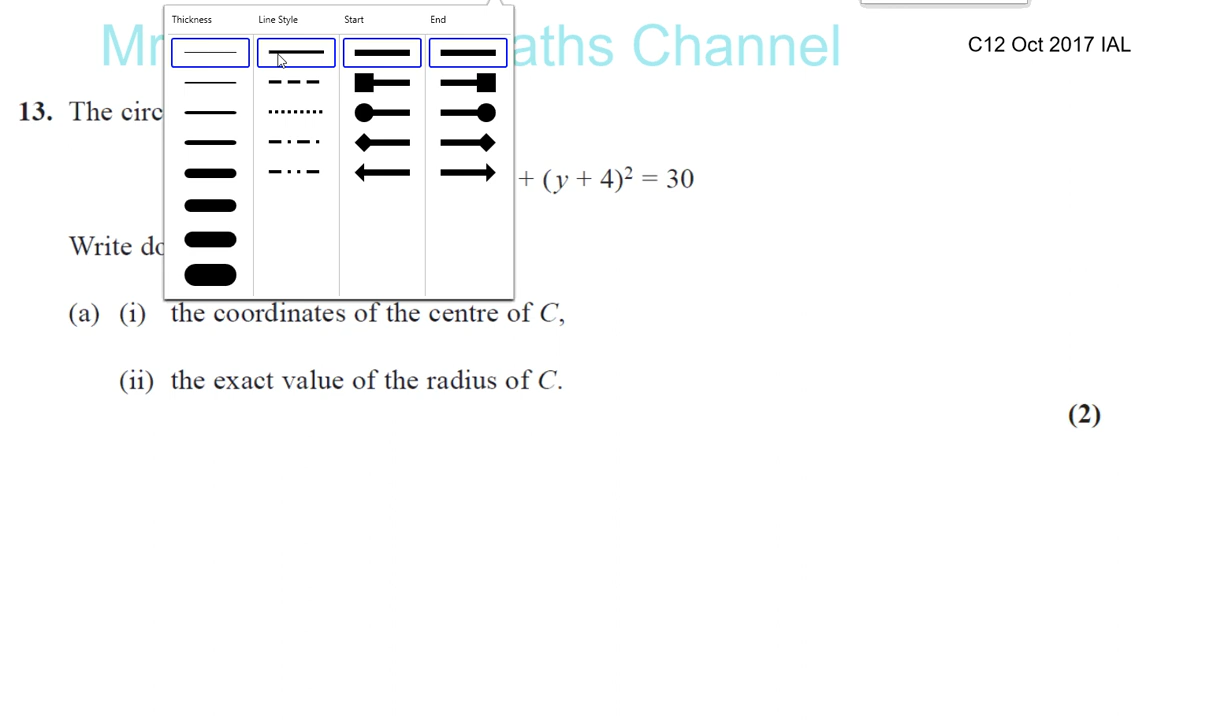 Thickness Line Style Start End
Mr aths Channel
C12 Oct 2017 IAL
13. The circ
+ (y + 4)² = 30
Write do
(a) (i) the coordinates of the centre of C,
(ii) the exact value of the radius of C.
(2)